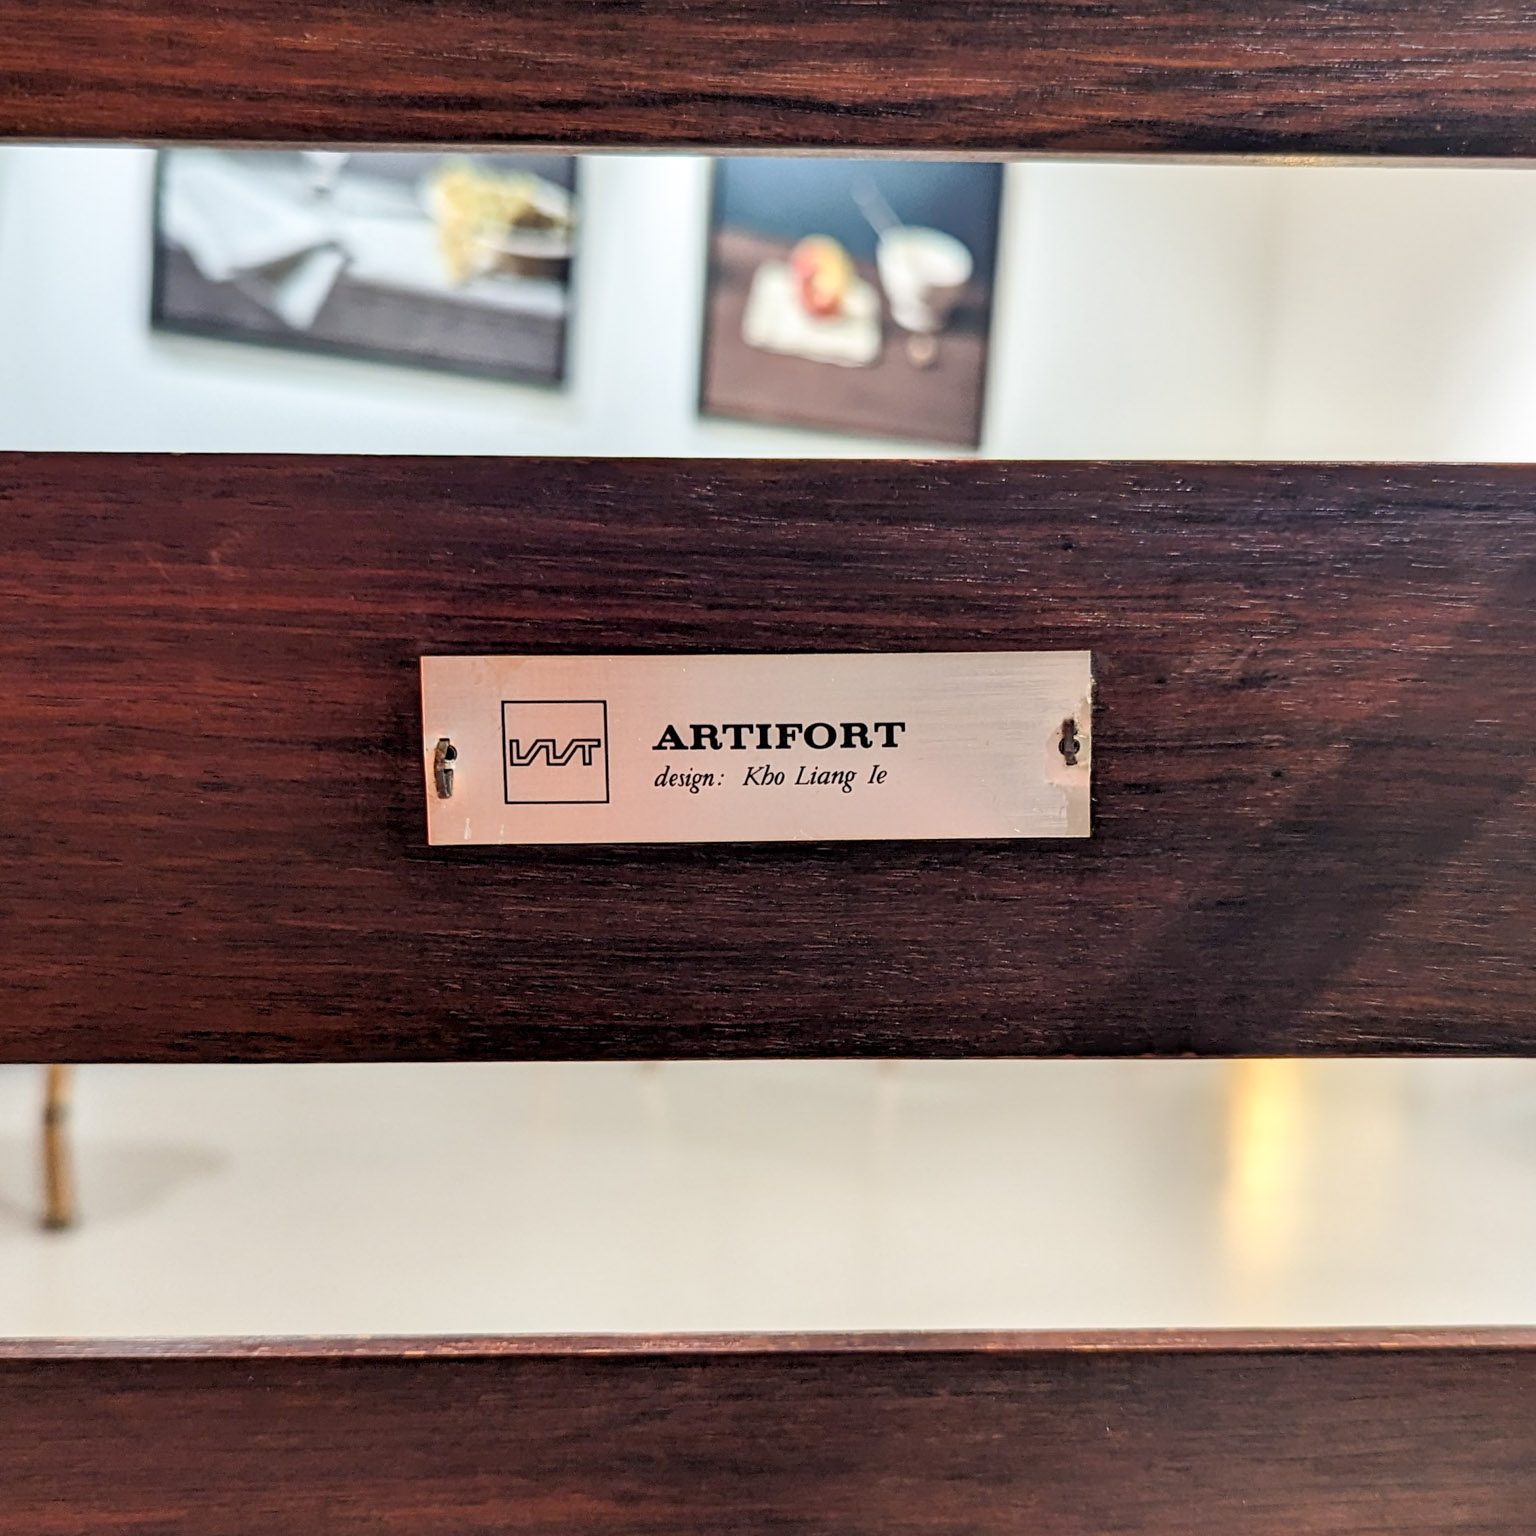 ARTIFORT
design: Kho Liang Ie